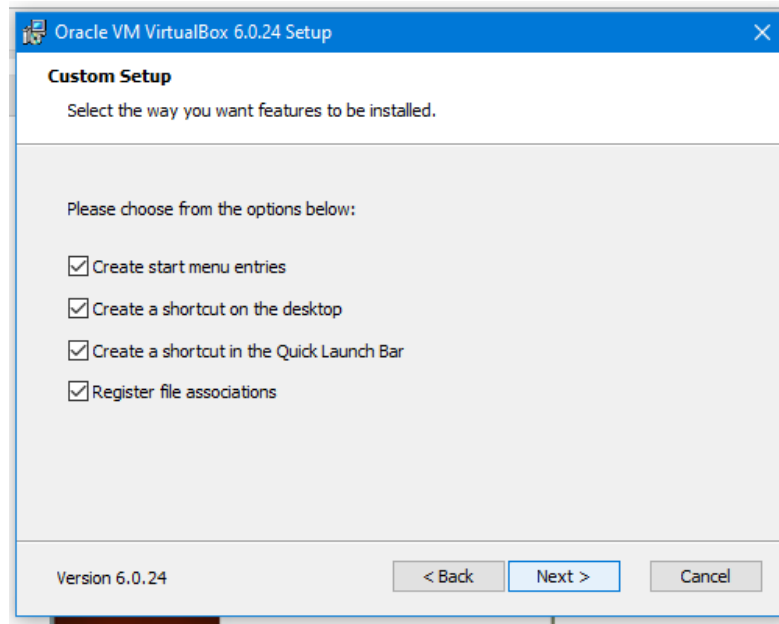 Oracle VM VirtualBox 6.0.24 Setup
Custom Setup
Select the way you want features to be installed.
Please choose from the options below:
Create start menu entries
Create a shortcut on the desktop
Create a shortcut in the Quick Launch Bar
Register file associations
Version 6.0.24
< Back
Next >
Cancel